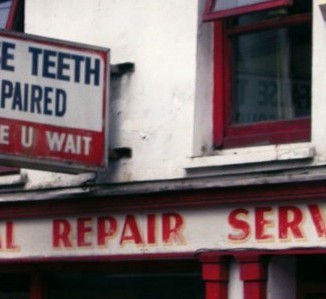 E TEETH
PAIRED
E U WAIT
L REPAIR SERV